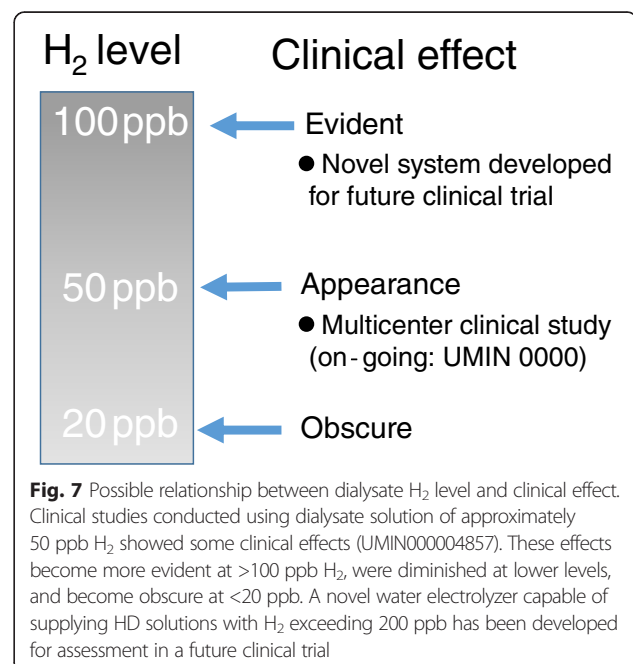 H₂ level Clinical effect
100 ppb Evident
● Novel system developed
for future clinical trial
50 ppb Appearance
● Multicenter clinical study
(on-going: UMIN 0000)
20 ppb Obscure
Fig. 7 Possible relationship between dialysate H₂ level and clinical effect.
Clinical studies conducted using dialysate solution of approximately
50 ppb H₂ showed some clinical effects (UMIN000004857). These effects
become more evident at >100 ppb H₂, were diminished at lower levels,
and become obscure at <20 ppb. A novel water electrolyzer capable of
supplying HD solutions with H₂ exceeding 200 ppb has been developed
for assessment in a future clinical trial